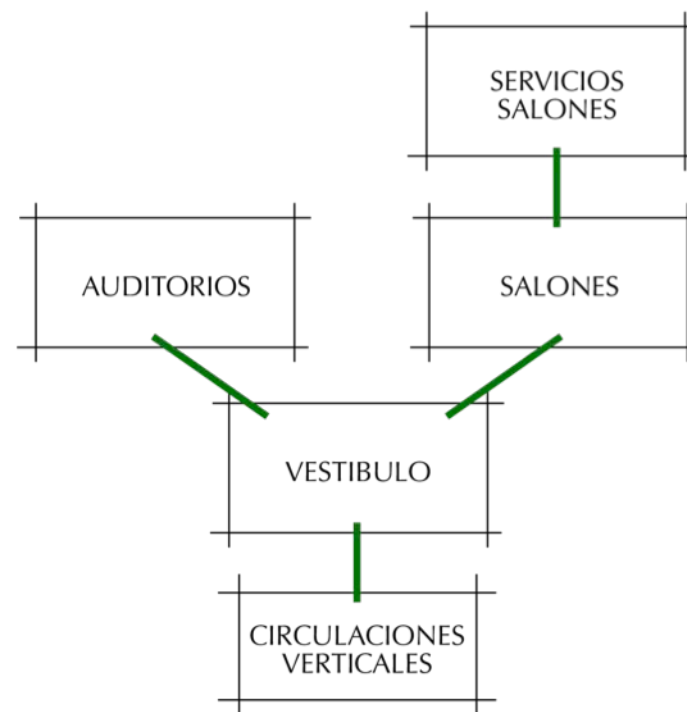 SERVICIOS
SALONES
AUDITORIOS
SALONES
VESTIBULO
CIRCULACIONES
VERTICALES